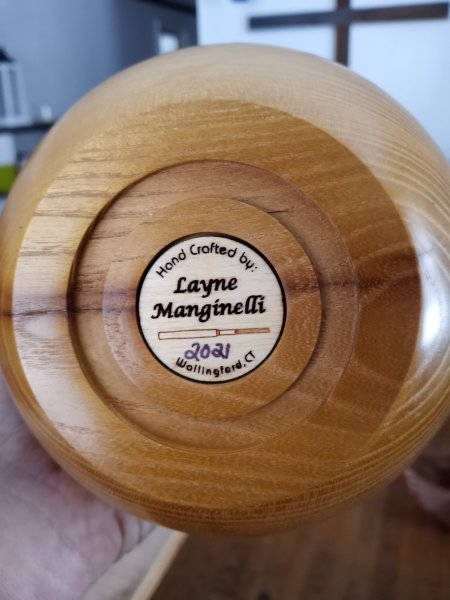 Hand Crafted by:
Layne
Manginelli
2021
Wallingford, CT